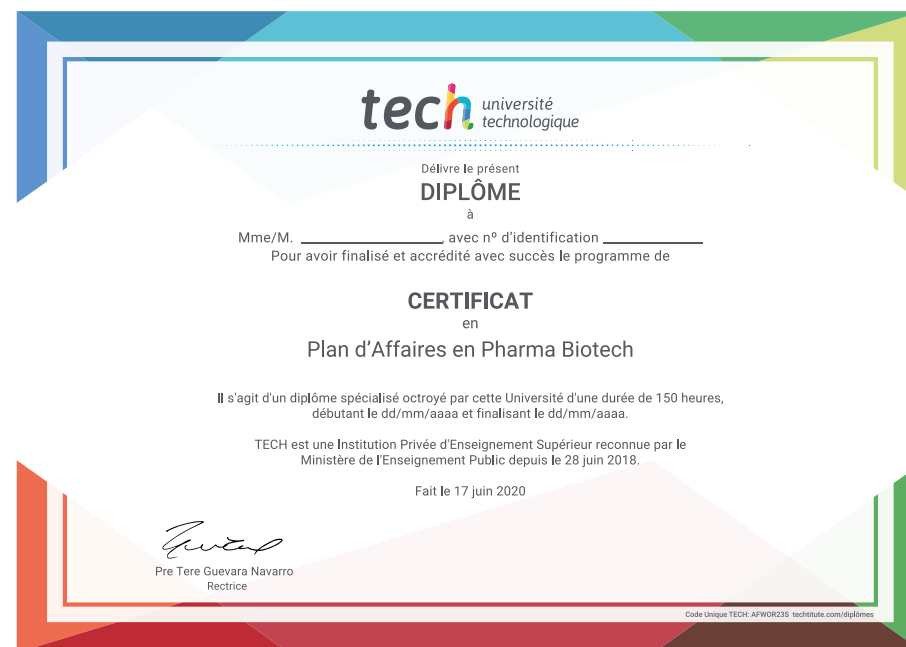 tech université
technologique
Délivre le présent
DIPLÔME
à
Mme/M. ____________________, avec nº d'identification ______________
Pour avoir finalisé et accrédité avec succès le programme de
CERTIFICAT
en
Plan d'Affaires en Pharma Biotech
Il s'agit d'un diplôme spécialisé octroyé par cette Université d'une durée de 150 heures,
débutant le dd/mm/aaaa et finalisant le dd/mm/aaaa.
TECH est une Institution Privée d'Enseignement Supérieur reconnue par le
Ministère de l'Enseignement Public depuis le 28 juin 2018.
Fait le 17 juin 2020
Pre Tere Guevara Navarro
Rectrice
Code Unique TECH: AFWOR23S techtitute.com/diplômes